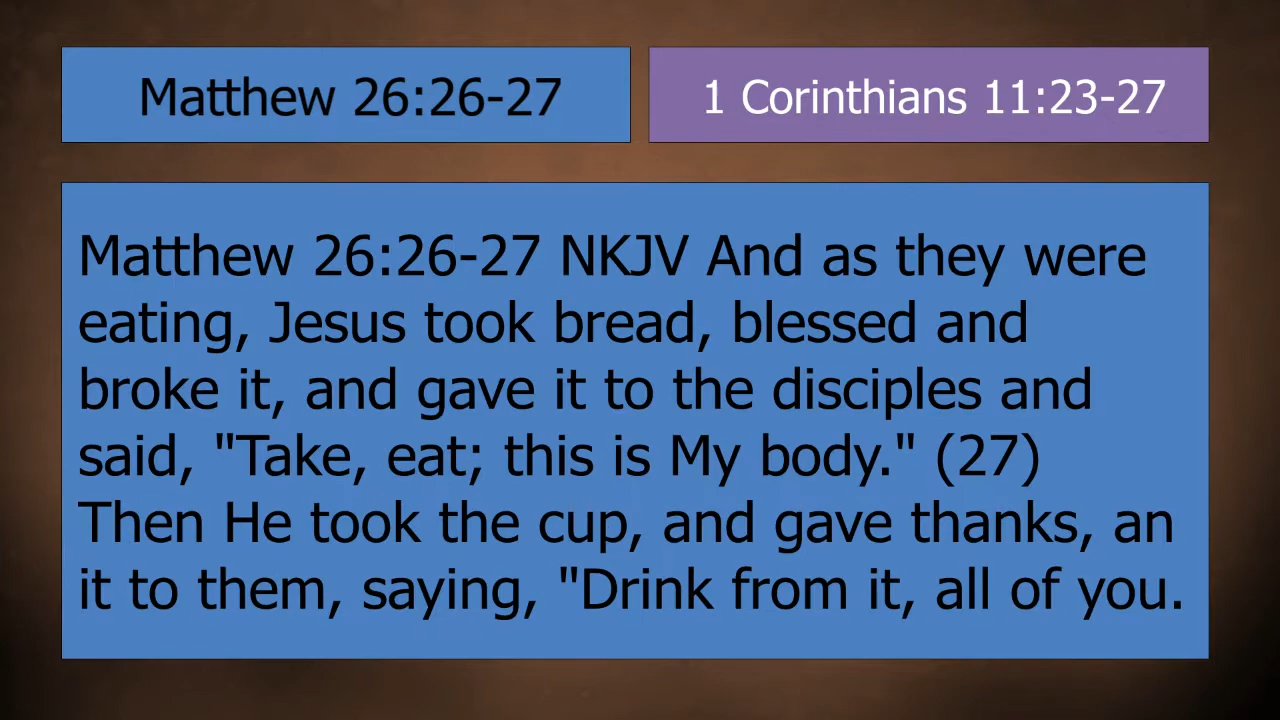 Matthew 26:26-27
1 Corinthians 11:23-27
Matthew 26:26-27 NKJV And as they were
eating, Jesus took bread, blessed and
broke it, and gave it to the disciples and
said, "Take, eat; this is My body." (27)
Then He took the cup, and gave thanks, an
it to them, saying, "Drink from it, all of you.